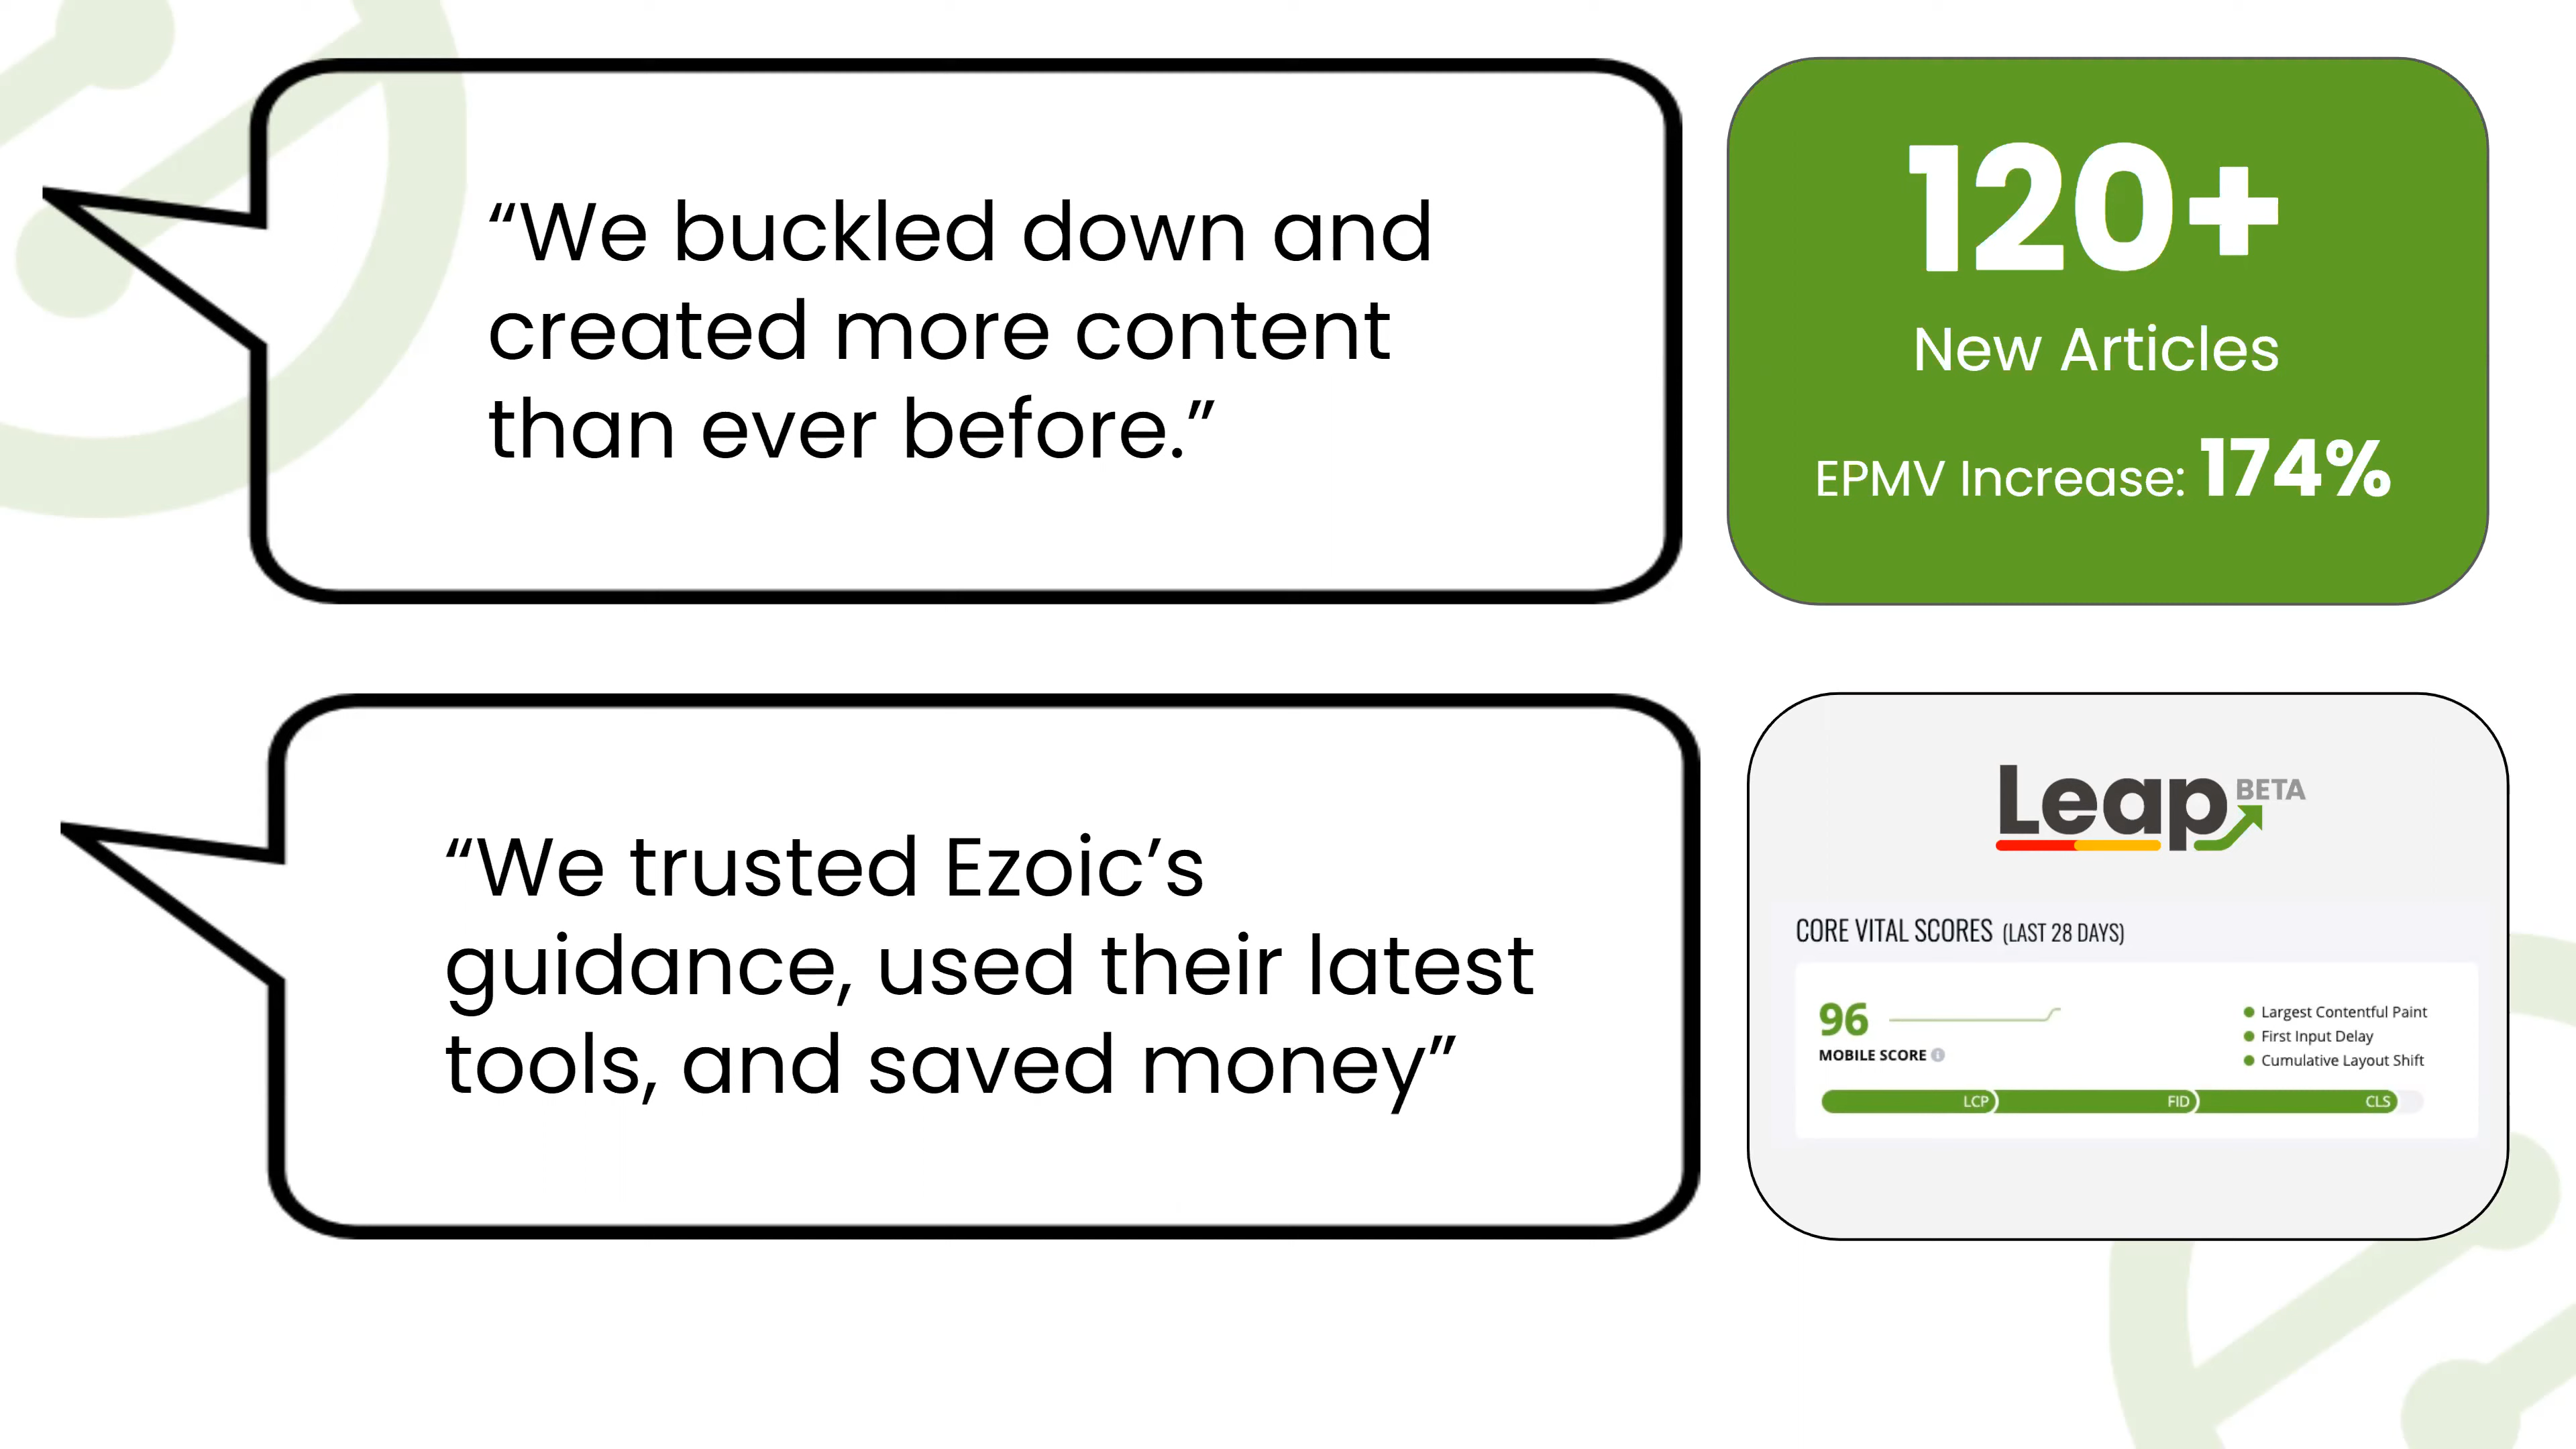 “We buckled down and
created more content
than ever before.”
120+
New Articles
EPMV Increase: 174%
“We trusted Ezoic’s
guidance, used their latest
tools, and saved money”
Leap BETA
CORE VITAL SCORES (LAST 28 DAYS)
96
MOBILE SCORE i
Largest Contentful Paint
First Input Delay
Cumulative Layout Shift
LCP FID CLS